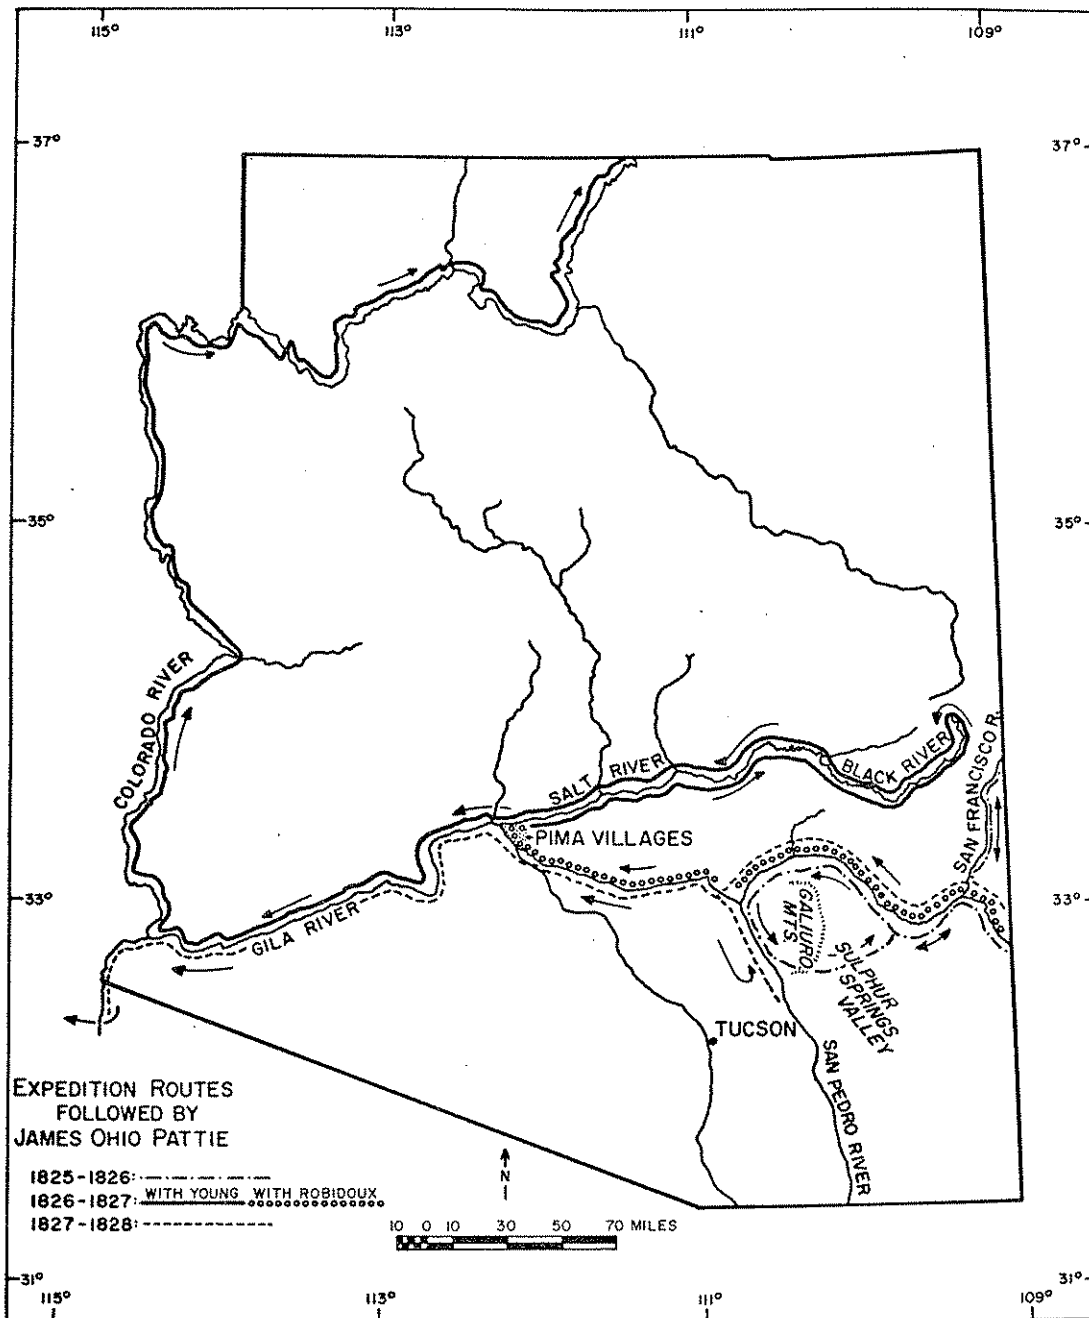 115° 113° 111° 109°
37° 37°
35° 35°
COLORADO RIVER
SALT RIVER
BLACK RIVER
SAN FRANCISCO R.
PIMA VILLAGES
33° 33°
GILA RIVER
GALIURO
MTS.
SULPHUR
SPRINGS
VALLEY
TUCSON
SAN PEDRO RIVER
EXPEDITION ROUTES
FOLLOWED BY
JAMES OHIO PATTIE
1825-1826:
1826-1827: WITH YOUNG WITH ROBIDOUX
1827-1828:
N
10 0 10 30 50 70 MILES
31° 31°
115° 113° 111° 109°